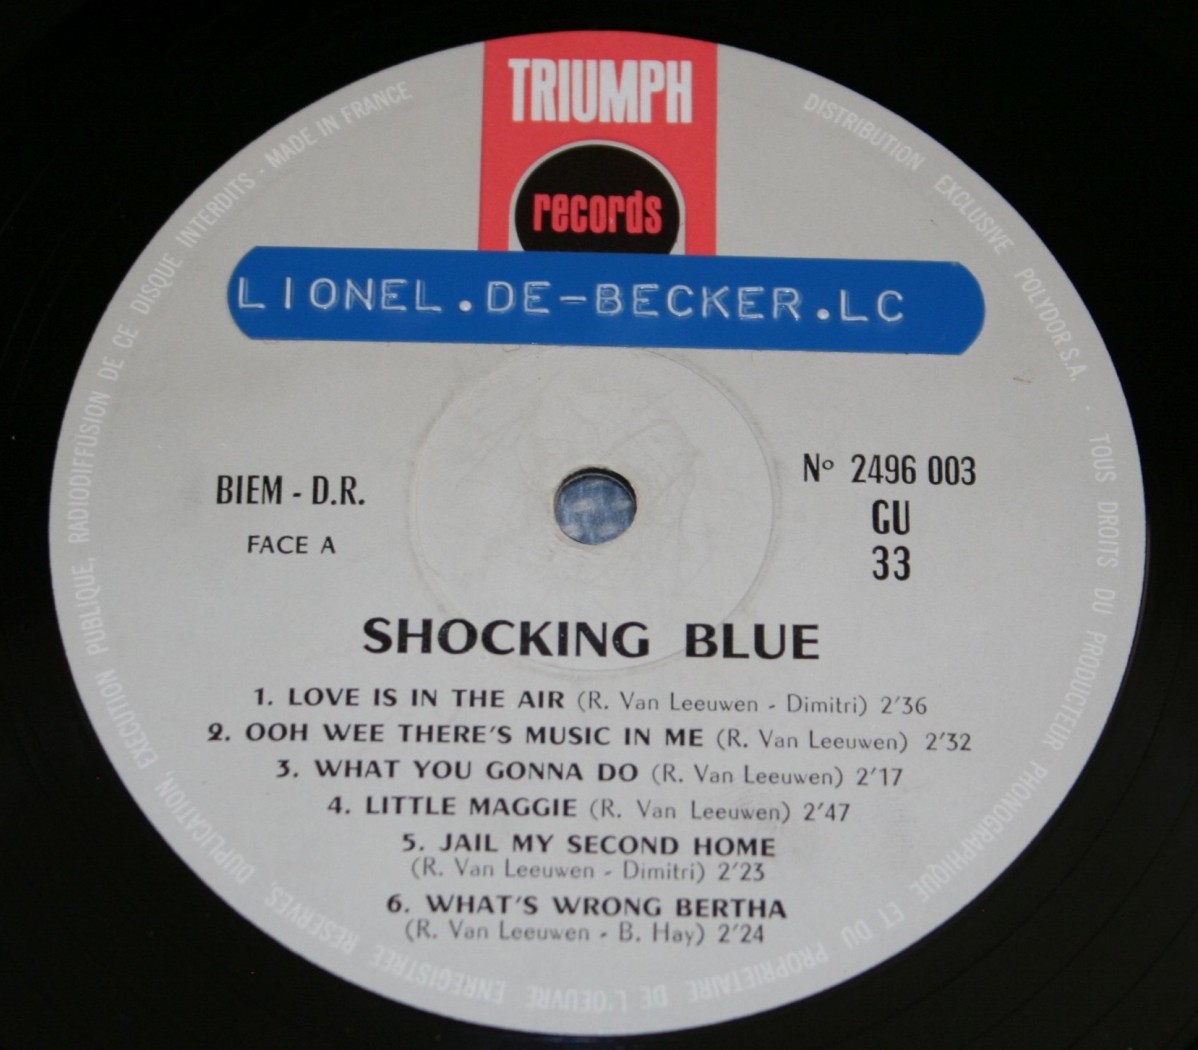 TRIUMPH
records
LIONEL.DE-BECKER.LC
BIEM - D.R.
FACE A
Nº 2496 003
GU
33
SHOCKING BLUE
1. LOVE IS IN THE AIR (R. Van Leeuwen - Dimitri) 2'36
2. OOH WEE THERE'S MUSIC IN ME (R. Van Leeuwen) 2'32
3. WHAT YOU GONNA DO (R. Van Leeuwen) 2'17
4. LITTLE MAGGIE (R. Van Leeuwen) 2'47
5. JAIL MY SECOND HOME
(R. Van Leeuwen - Dimitri) 2'23
6. WHAT'S WRONG BERTHA
(R. Van Leeuwen - B. Hay) 2'24
DISTRIBUTION EXCLUSIVE POLYDOR S.A. - TOUS DROITS DU PRODUCTEUR PHONOGRAPHIQUE ET DU PROPRIETAIRE DE L'OEUVRE ENREGISTREE RESERVES, DUPLICATION, EXECUTION PUBLIQUE, RADIODIFFUSION DE CE DISQUE INTERDITS - MADE IN FRANCE